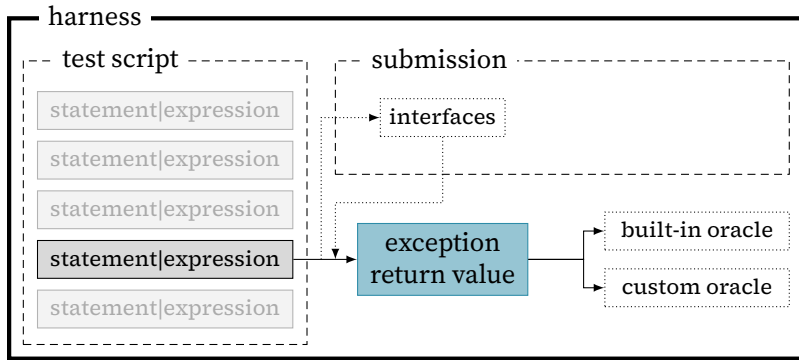 harness
test script
submission
statement|expression
interfaces
statement|expression
statement|expression
statement|expression
exception
return value
built-in oracle
custom oracle
statement|expression